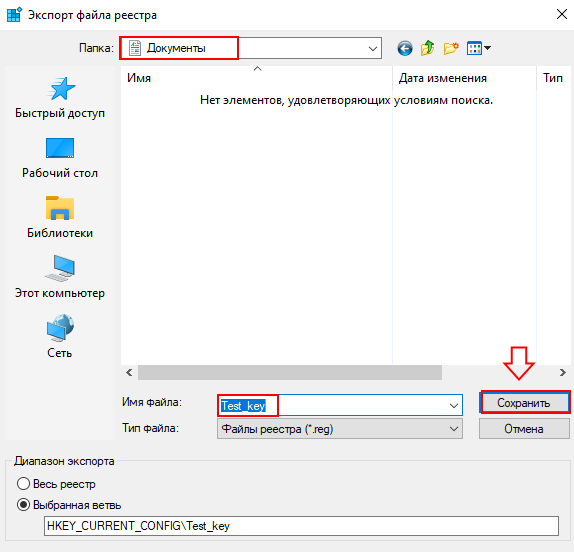 Экспорт файла реестра
Папка: Документы
Имя Дата изменения Тип
Нет элементов, удовлетворяющих условиям поиска.
Быстрый доступ
Рабочий стол
Библиотеки
Этот компьютер
Сеть
Имя файла: Test_key Сохранить
Тип файла: Файлы реестра (*.reg) Отмена
Диапазон экспорта
Весь реестр
Выбранная ветвь
HKEY_CURRENT_CONFIG\Test_key